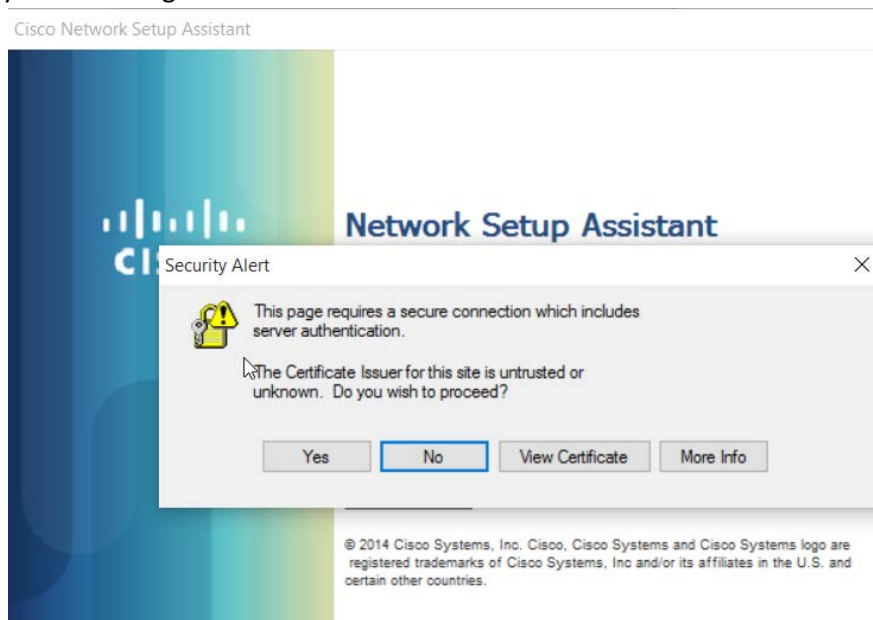 Cisco Network Setup Assistant
Network Setup Assistant
Security Alert
This page requires a secure connection which includes
server authentication.
The Certificate Issuer for this site is untrusted or
unknown. Do you wish to proceed?
Yes
No
View Certificate
More Info
© 2014 Cisco Systems, Inc. Cisco, Cisco Systems and Cisco Systems logo are
registered trademarks of Cisco Systems, Inc and/or its affiliates in the U.S. and
certain other countries.